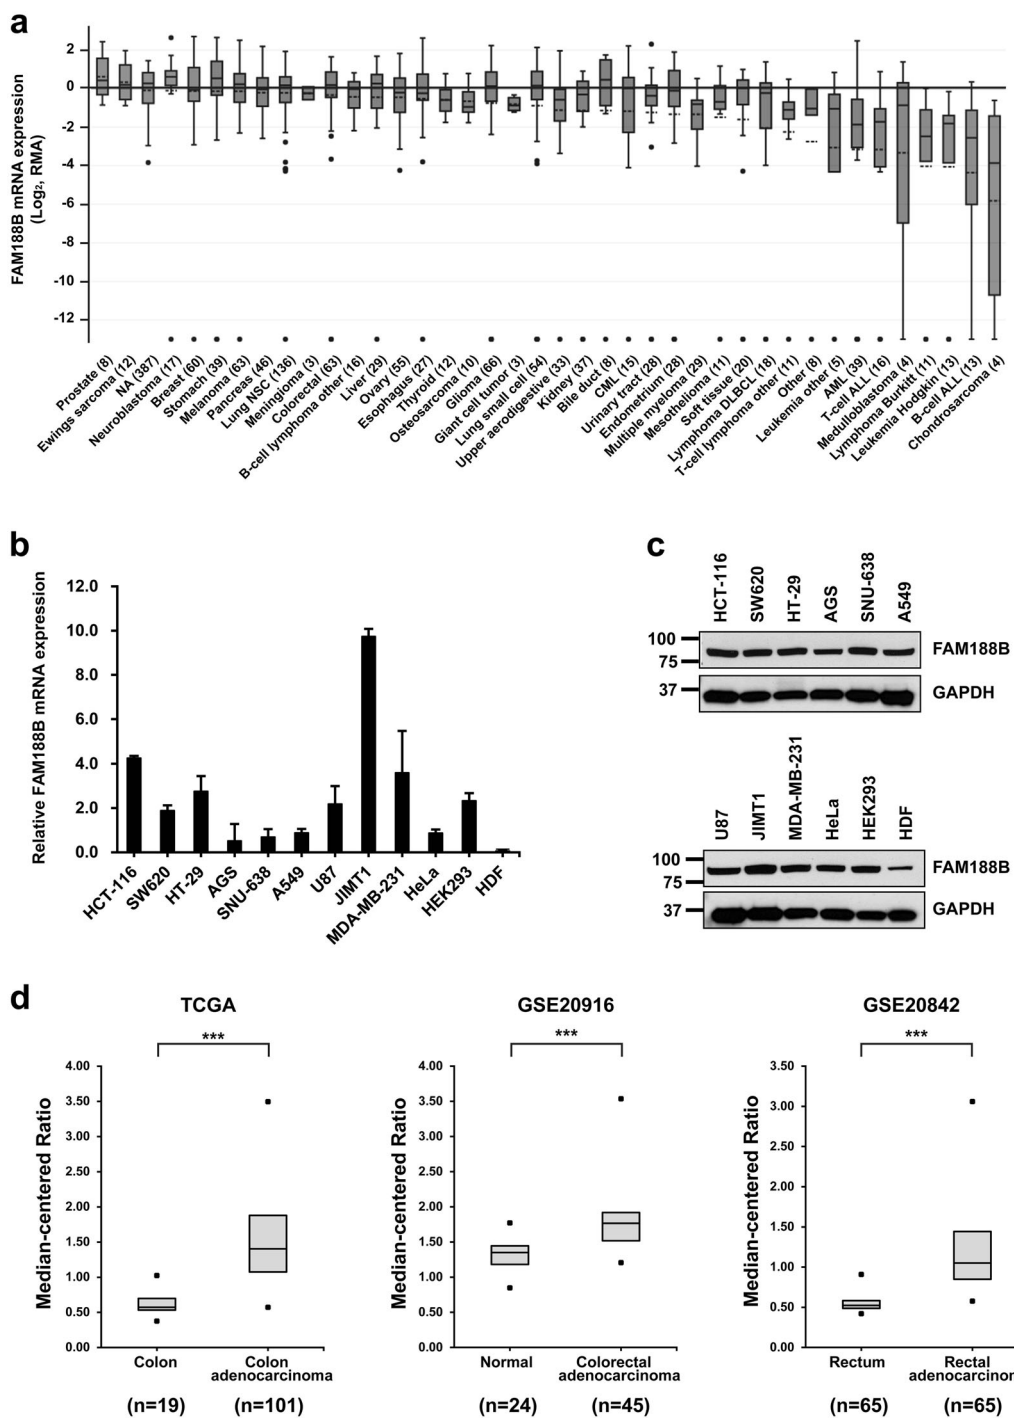 a
FAM188B mRNA expression
(Log₂, RMA)
2
0
-2
-4
-6
-8
-10
-12
Prostate (8)
Ewings sarcoma (12)
NA (387)
Neuroblastoma (17)
Breast (60)
Stomach (39)
Melanoma (63)
Pancreas (46)
Lung NSC (136)
Meningioma (3)
Colorectal (63)
B-cell lymphoma other (16)
Liver (29)
Ovary (55)
Esophagus (27)
Thyroid (12)
Osteosarcoma (10)
Glioma (66)
Giant cell tumor (3)
Lung small cell (54)
Upper aerodigestive (33)
Kidney (37)
Bile duct (8)
CML (15)
Urinary tract (28)
Endometrium (28)
Multiple myeloma (29)
Mesothelioma (11)
Soft tissue (20)
Lymphoma DLBCL (18)
T-cell lymphoma other (11)
Other (8)
Leukemia other (5)
AML (39)
T-cell ALL (16)
Medulloblastoma (4)
Lymphoma Burkitt (11)
Leukemia Hodgkin (13)
B-cell ALL (13)
Chondrosarcoma (4)
b
Relative FAM188B mRNA expression
12.0
10.0
8.0
6.0
4.0
2.0
0.0
HCT-116
SW620
HT-29
AGS
SNU-638
A549
U87
JIMT1
MDA-MB-231
HeLa
HEK293
HDF
c
HCT-116
SW620
HT-29
AGS
SNU-638
A549
100
75
FAM188B
37
GAPDH
U87
JIMT1
MDA-MB-231
HeLa
HEK293
HDF
100
75
FAM188B
37
GAPDH
d
TCGA
***
Median-centered Ratio
4.00
3.50
3.00
2.50
2.00
1.50
1.00
0.50
0.00
Colon
Colon
adenocarcinoma
(n=19)
(n=101)
GSE20916
***
Median-centered Ratio
4.00
3.50
3.00
2.50
2.00
1.50
1.00
0.50
0.00
Normal
Colorectal
adenocarcinoma
(n=24)
(n=45)
GSE20842
***
Median-centered Ratio
3.50
3.00
2.50
2.00
1.50
1.00
0.50
0.00
Rectum
Rectal
adenocarcinom
(n=65)
(n=65)